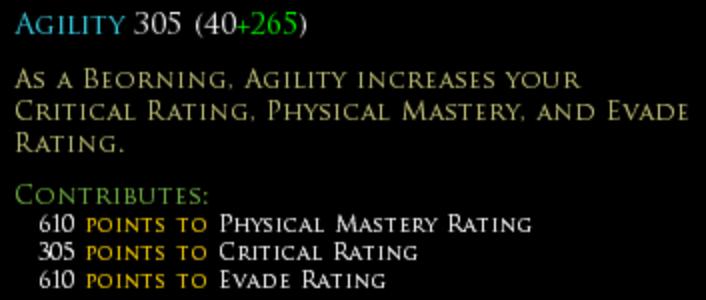 Agility 305 (40+265)
As a Beorning, Agility increases your
Critical Rating, Physical Mastery, and Evade
Rating.
Contributes:
610 points to Physical Mastery Rating
305 points to Critical Rating
610 points to Evade Rating